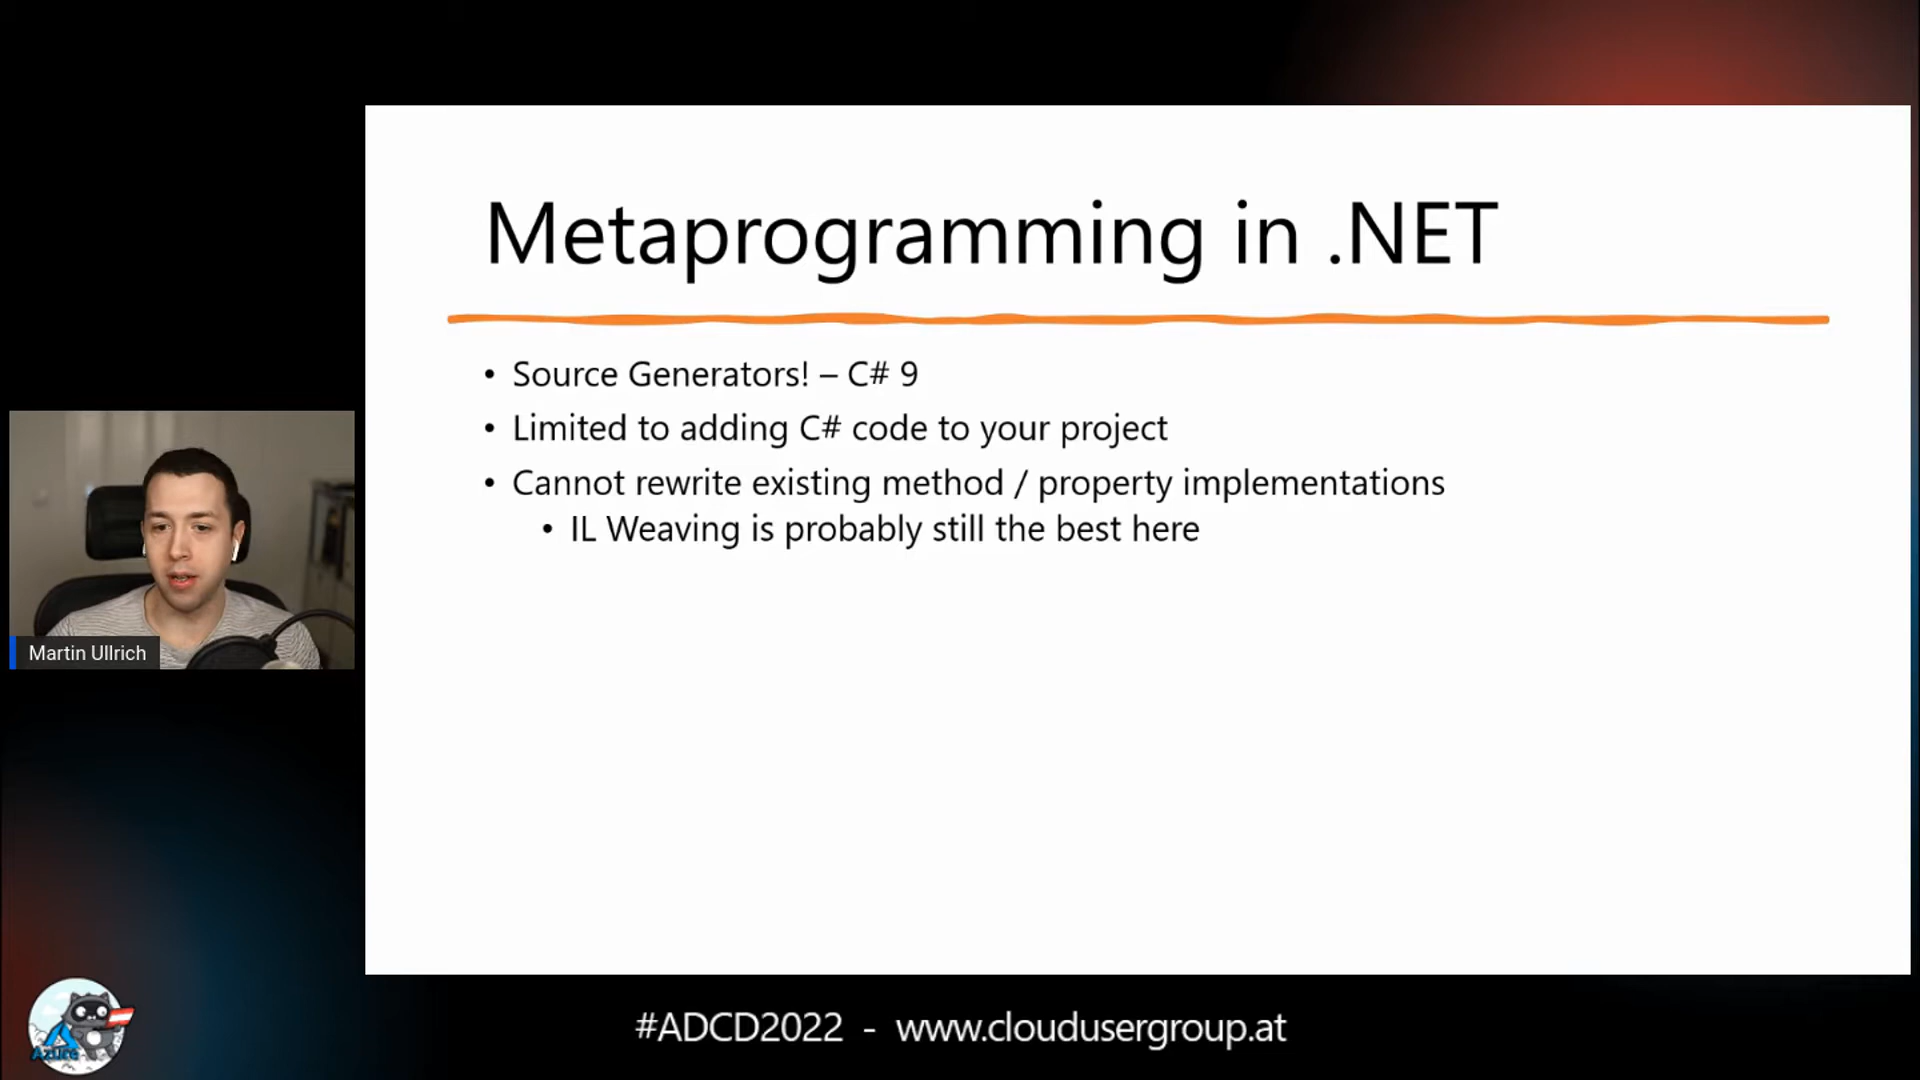 Metaprogramming in .NET
• Source Generators! – C# 9
• Limited to adding C# code to your project
• Cannot rewrite existing method / property implementations
• IL Weaving is probably still the best here
Martin Ullrich
Azure
#ADCD2022 - www.cloudusergroup.at